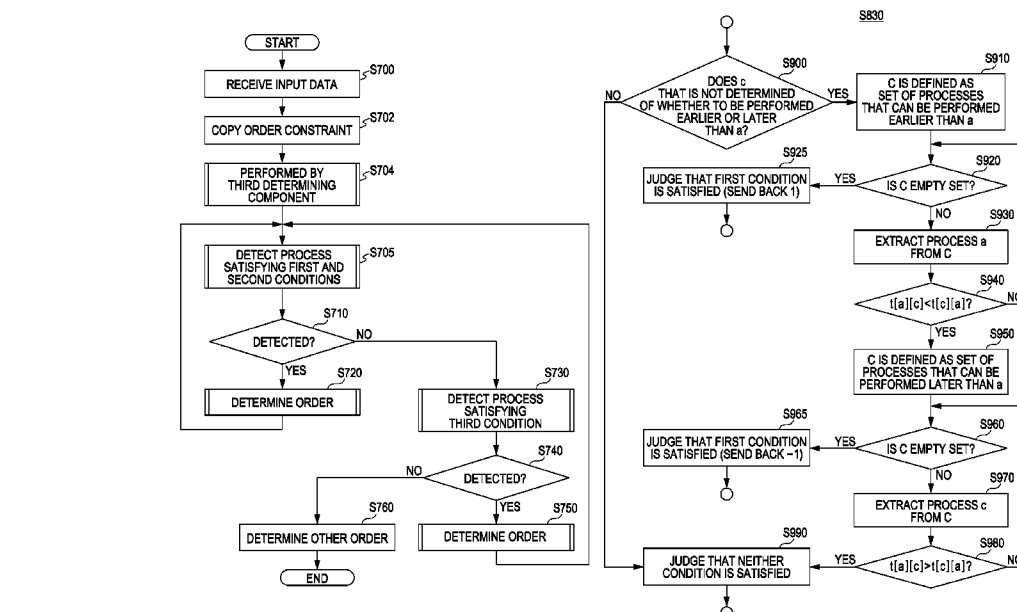 START
RECEIVE INPUT DATA
S700
COPY ORDER CONSTRAINT
S702
PERFORMED BY
THIRD DETERMINING
COMPONENT
S704
DETECT PROCESS
SATISFYING FIRST AND
SECOND CONDITIONS
S705
DETECTED?
S710
NO
YES
DETERMINE ORDER
S720
DETECT PROCESS
SATISFYING
THIRD CONDITION
S730
DETECTED?
S740
NO
YES
DETERMINE OTHER ORDER
S760
DETERMINE ORDER
S750
END
S830
DOES c
THAT IS NOT DETERMINED
OF WHETHER TO BE PERFORMED
EARLIER OR LATER
THAN a?
S900
NO
YES
C IS DEFINED AS
SET OF PROCESSES
THAT CAN BE PERFORMED
EARLIER THAN a
S910
IS C EMPTY SET?
S920
YES
NO
JUDGE THAT FIRST CONDITION
IS SATISFIED (SEND BACK 1)
S925
EXTRACT PROCESS a
FROM C
S930
t[a][c]<t[c][a]?
S940
NO
YES
C IS DEFINED AS SET OF
PROCESSES THAT CAN BE
PERFORMED LATER THAN a
S950
IS C EMPTY SET?
S960
YES
NO
JUDGE THAT FIRST CONDITION
IS SATISFIED (SEND BACK −1)
S965
EXTRACT PROCESS c
FROM C
S970
t[a][c]>t[c][a]?
S980
YES
NO
JUDGE THAT NEITHER
CONDITION IS SATISFIED
S990